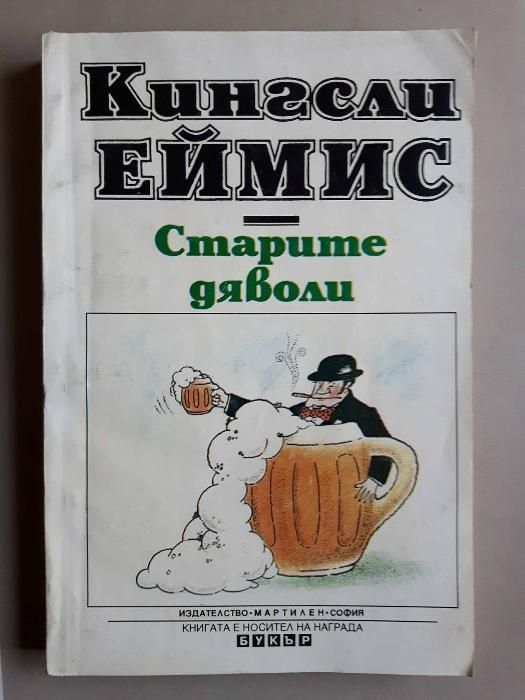 Кингсли
ЕЙМИС
Старите
дяволи
ИЗДАТЕЛСТВО • МАРТИЛЕН • СОФИЯ
КНИГАТА Е НОСИТЕЛ НА НАГРАДА
БУКЪР